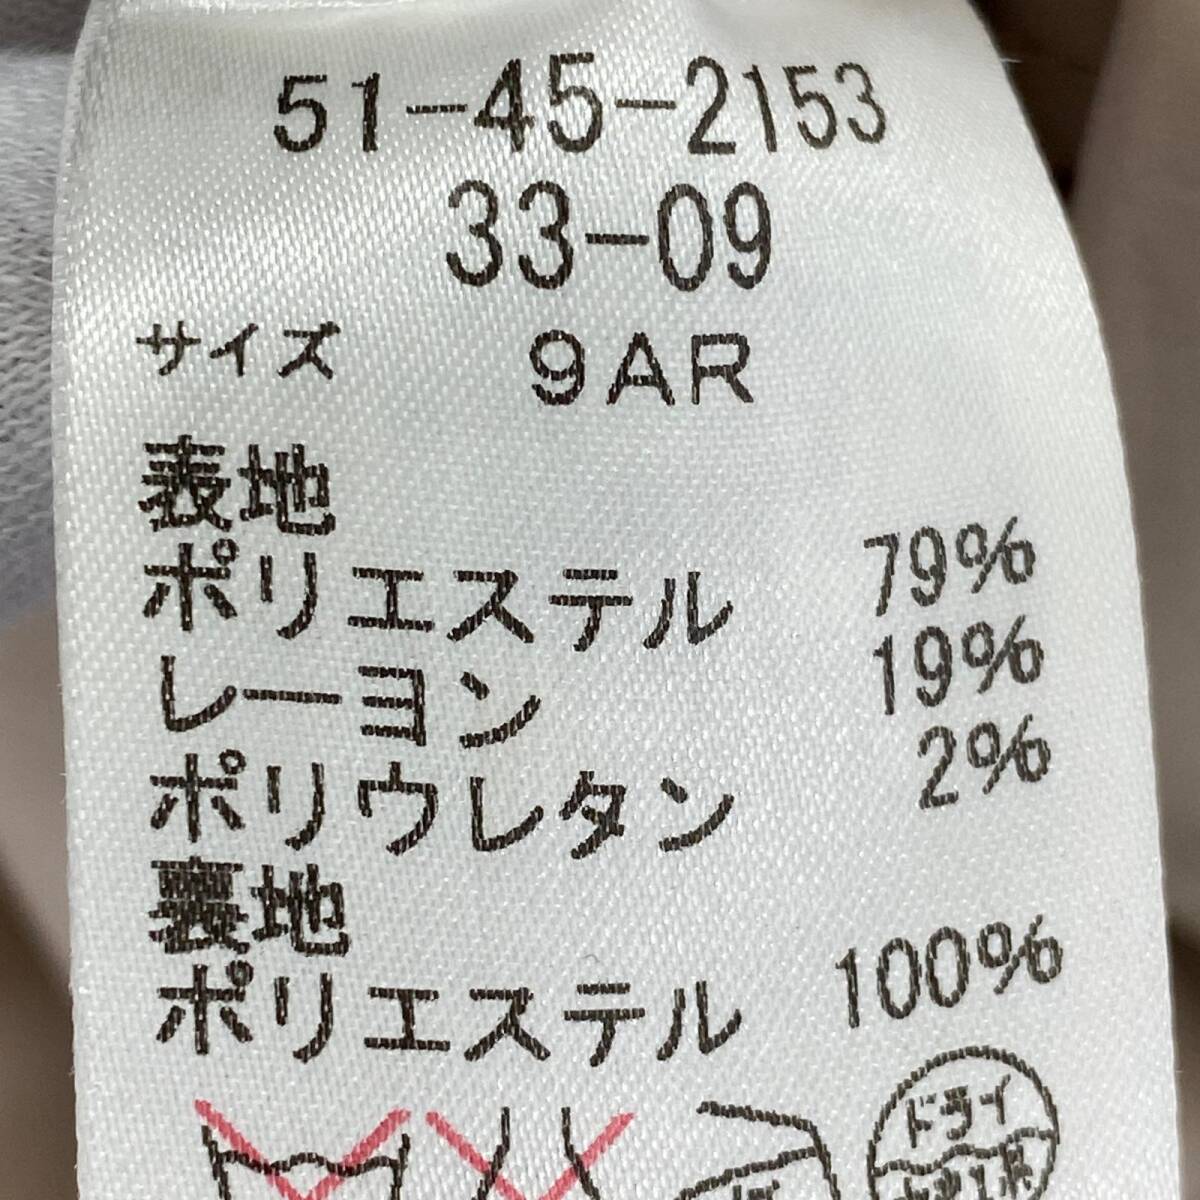 51-45-2153
33-09
サイズ 9AR
表地
ポリエステル 79%
レーヨン 19%
ポリウレタン 2%
裏地
ポリエステル 100%
ドライ